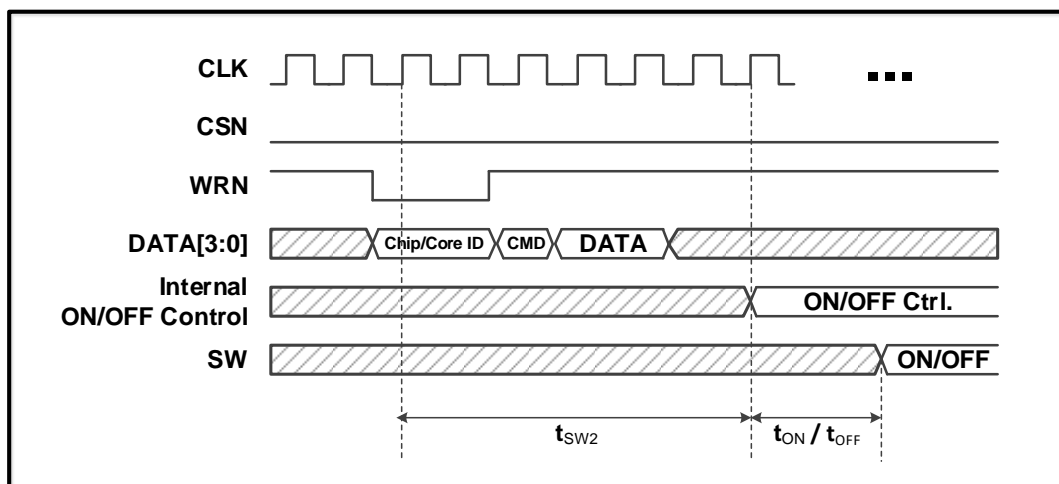 CLK
CSN
WRN
DATA[3:0]
Chip/Core ID
CMD
DATA
Internal
ON/OFF Control
ON/OFF Ctrl.
SW
ON/OFF
tSW2
tON / tOFF